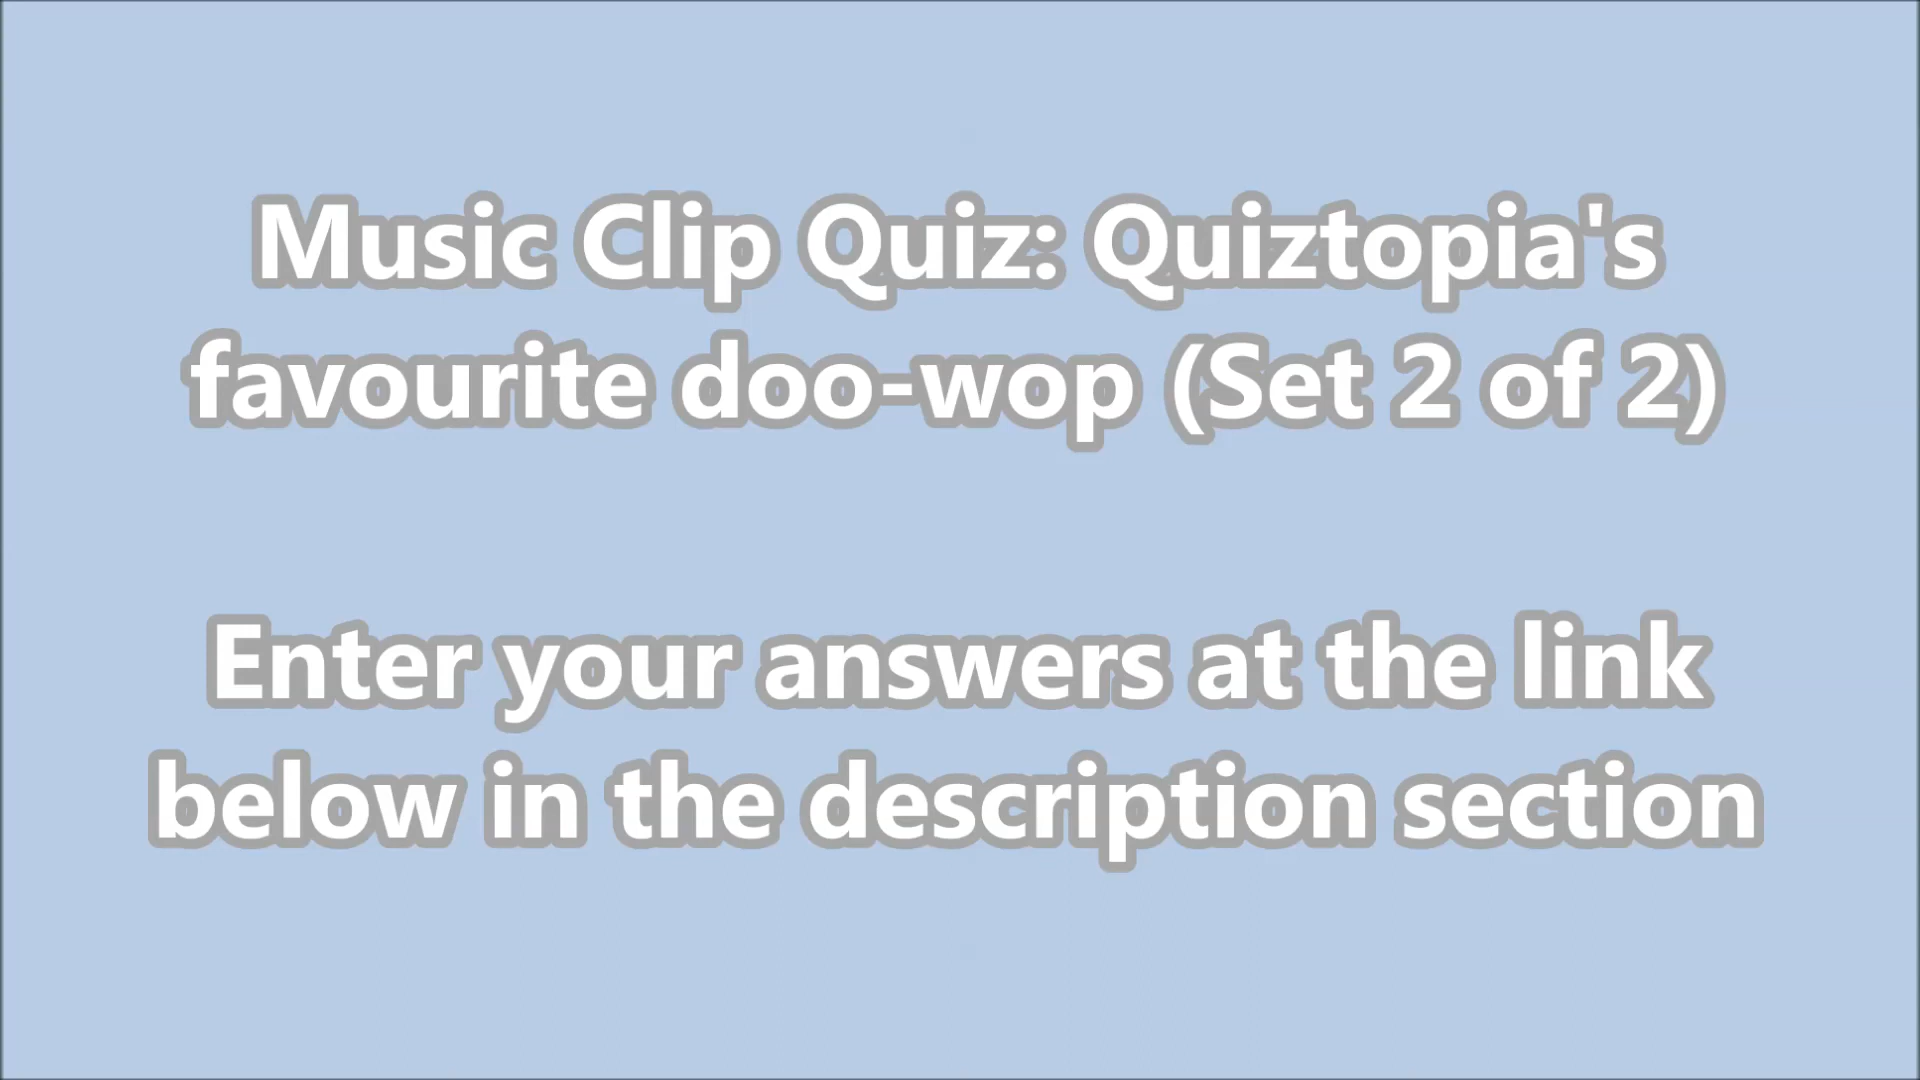 Music Clip Quiz: Quiztopia's
favourite doo-wop (Set 2 of 2)
Enter your answers at the link
below in the description section